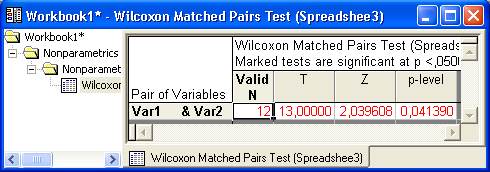 Workbook1* - Wilcoxon Matched Pairs Test (Spreadshee3)
Workbook1*
Nonparametrics
Nonparamet
Wilcoxon
Wilcoxon Matched Pairs Test (Spreads
Marked tests are significant at p <,0500
Pair of Variables
Valid N
T
Z
p-level
Var1 & Var2
12
13,00000
2,039608
0,041390
Wilcoxon Matched Pairs Test (Spreadshee3)